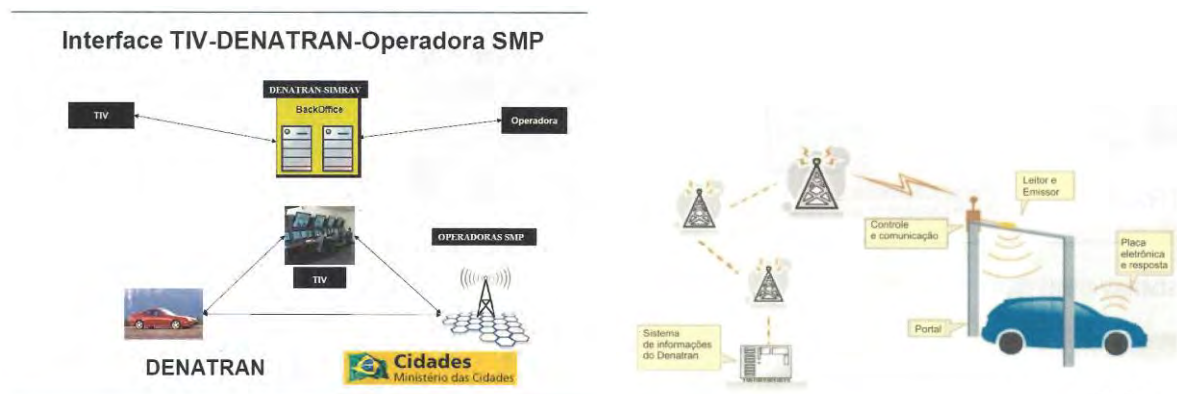 Interface TIV-DENATRAN-Operadora SMP
DENATRAN-SIMRAV
BackOffice
TIV
Operadora
OPERADORAS SMP
TIV
DENATRAN
Cidades
Ministério das Cidades
Leitor e
Emissor
Controle
e comunicação
Placa
eletrônica
e resposta
Portal
Sistema
de informações
do Denatran